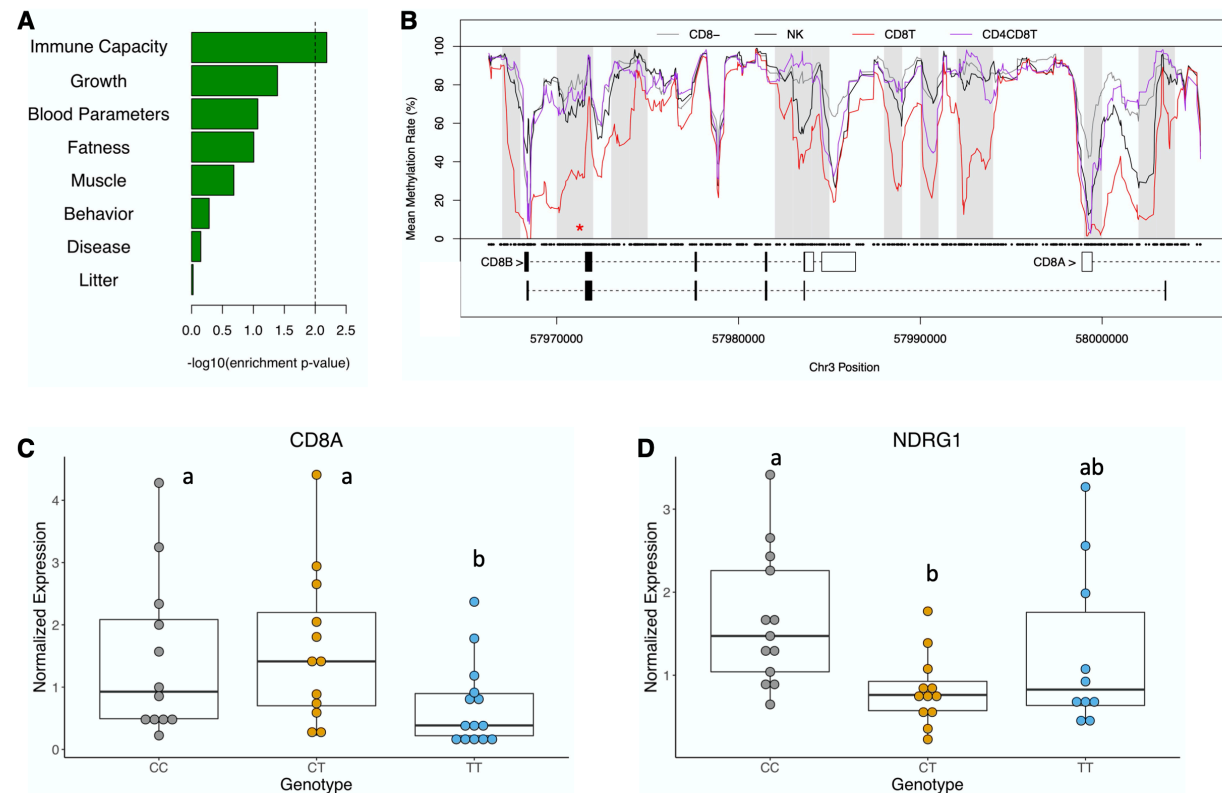 A
Immune Capacity
Growth
Blood Parameters
Fatness
Muscle
Behavior
Disease
Litter
0.0 0.5 1.0 1.5 2.0 2.5
-log10(enrichment p-value)
B
CD8− NK CD8T CD4CD8T
Mean Methylation Rate (%)
100
80
60
40
20
0
*
CD8B > CD8A >
57970000 57980000 57990000 58000000
Chr3 Position
C
CD8A
a a
b
Normalized Expression
4
3
2
1
0
CC CT TT
Genotype
D
NDRG1
a ab
b
Normalized Expression
3
2
1
CC CT TT
Genotype